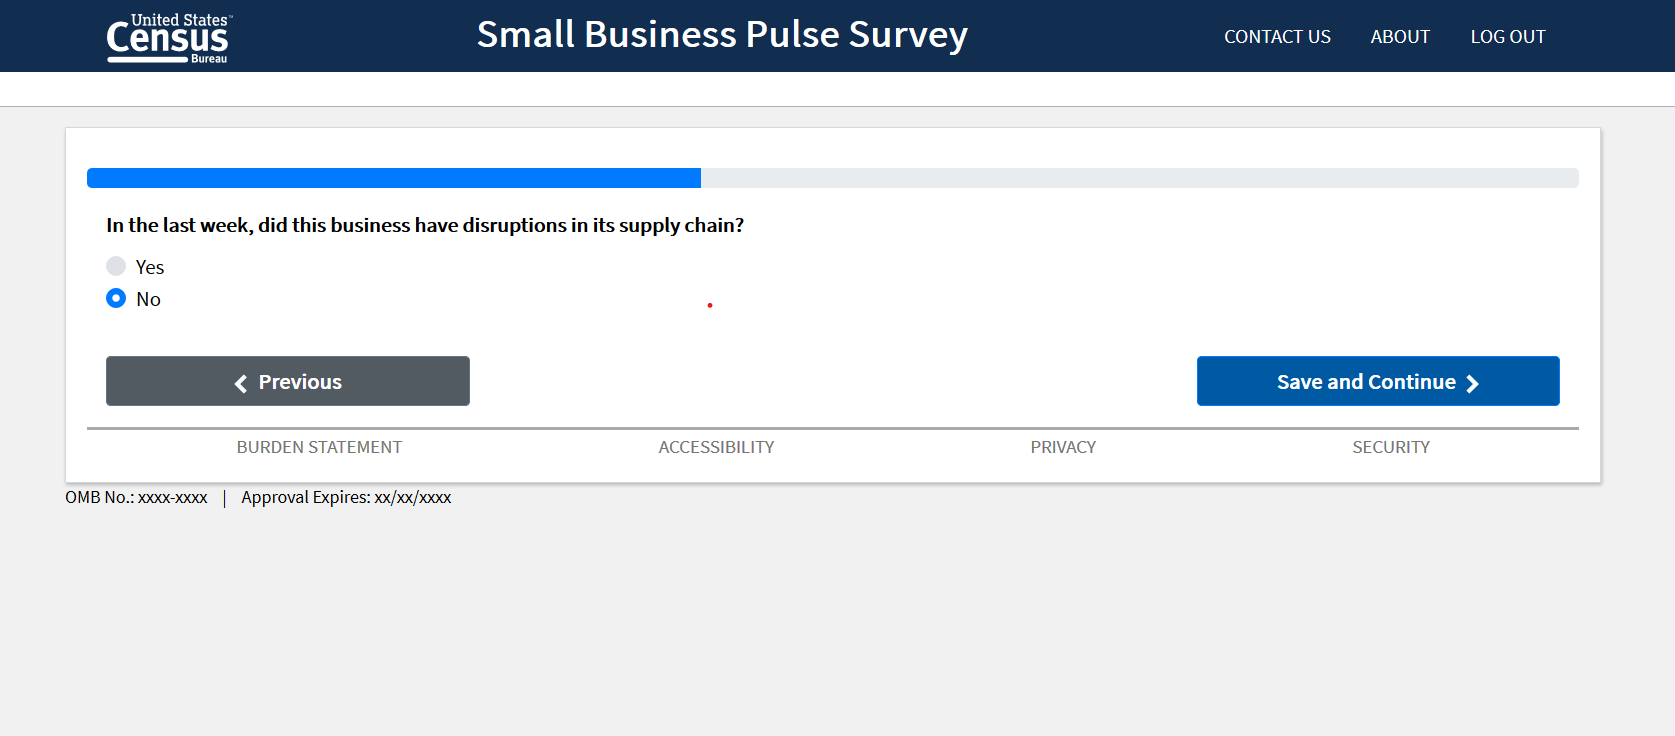 United States™
Census
Bureau
Small Business Pulse Survey
CONTACT US ABOUT LOG OUT
In the last week, did this business have disruptions in its supply chain?
Yes
No
Previous
Save and Continue
BURDEN STATEMENT ACCESSIBILITY PRIVACY SECURITY
OMB No.: xxxx-xxxx | Approval Expires: xx/xx/xxxx